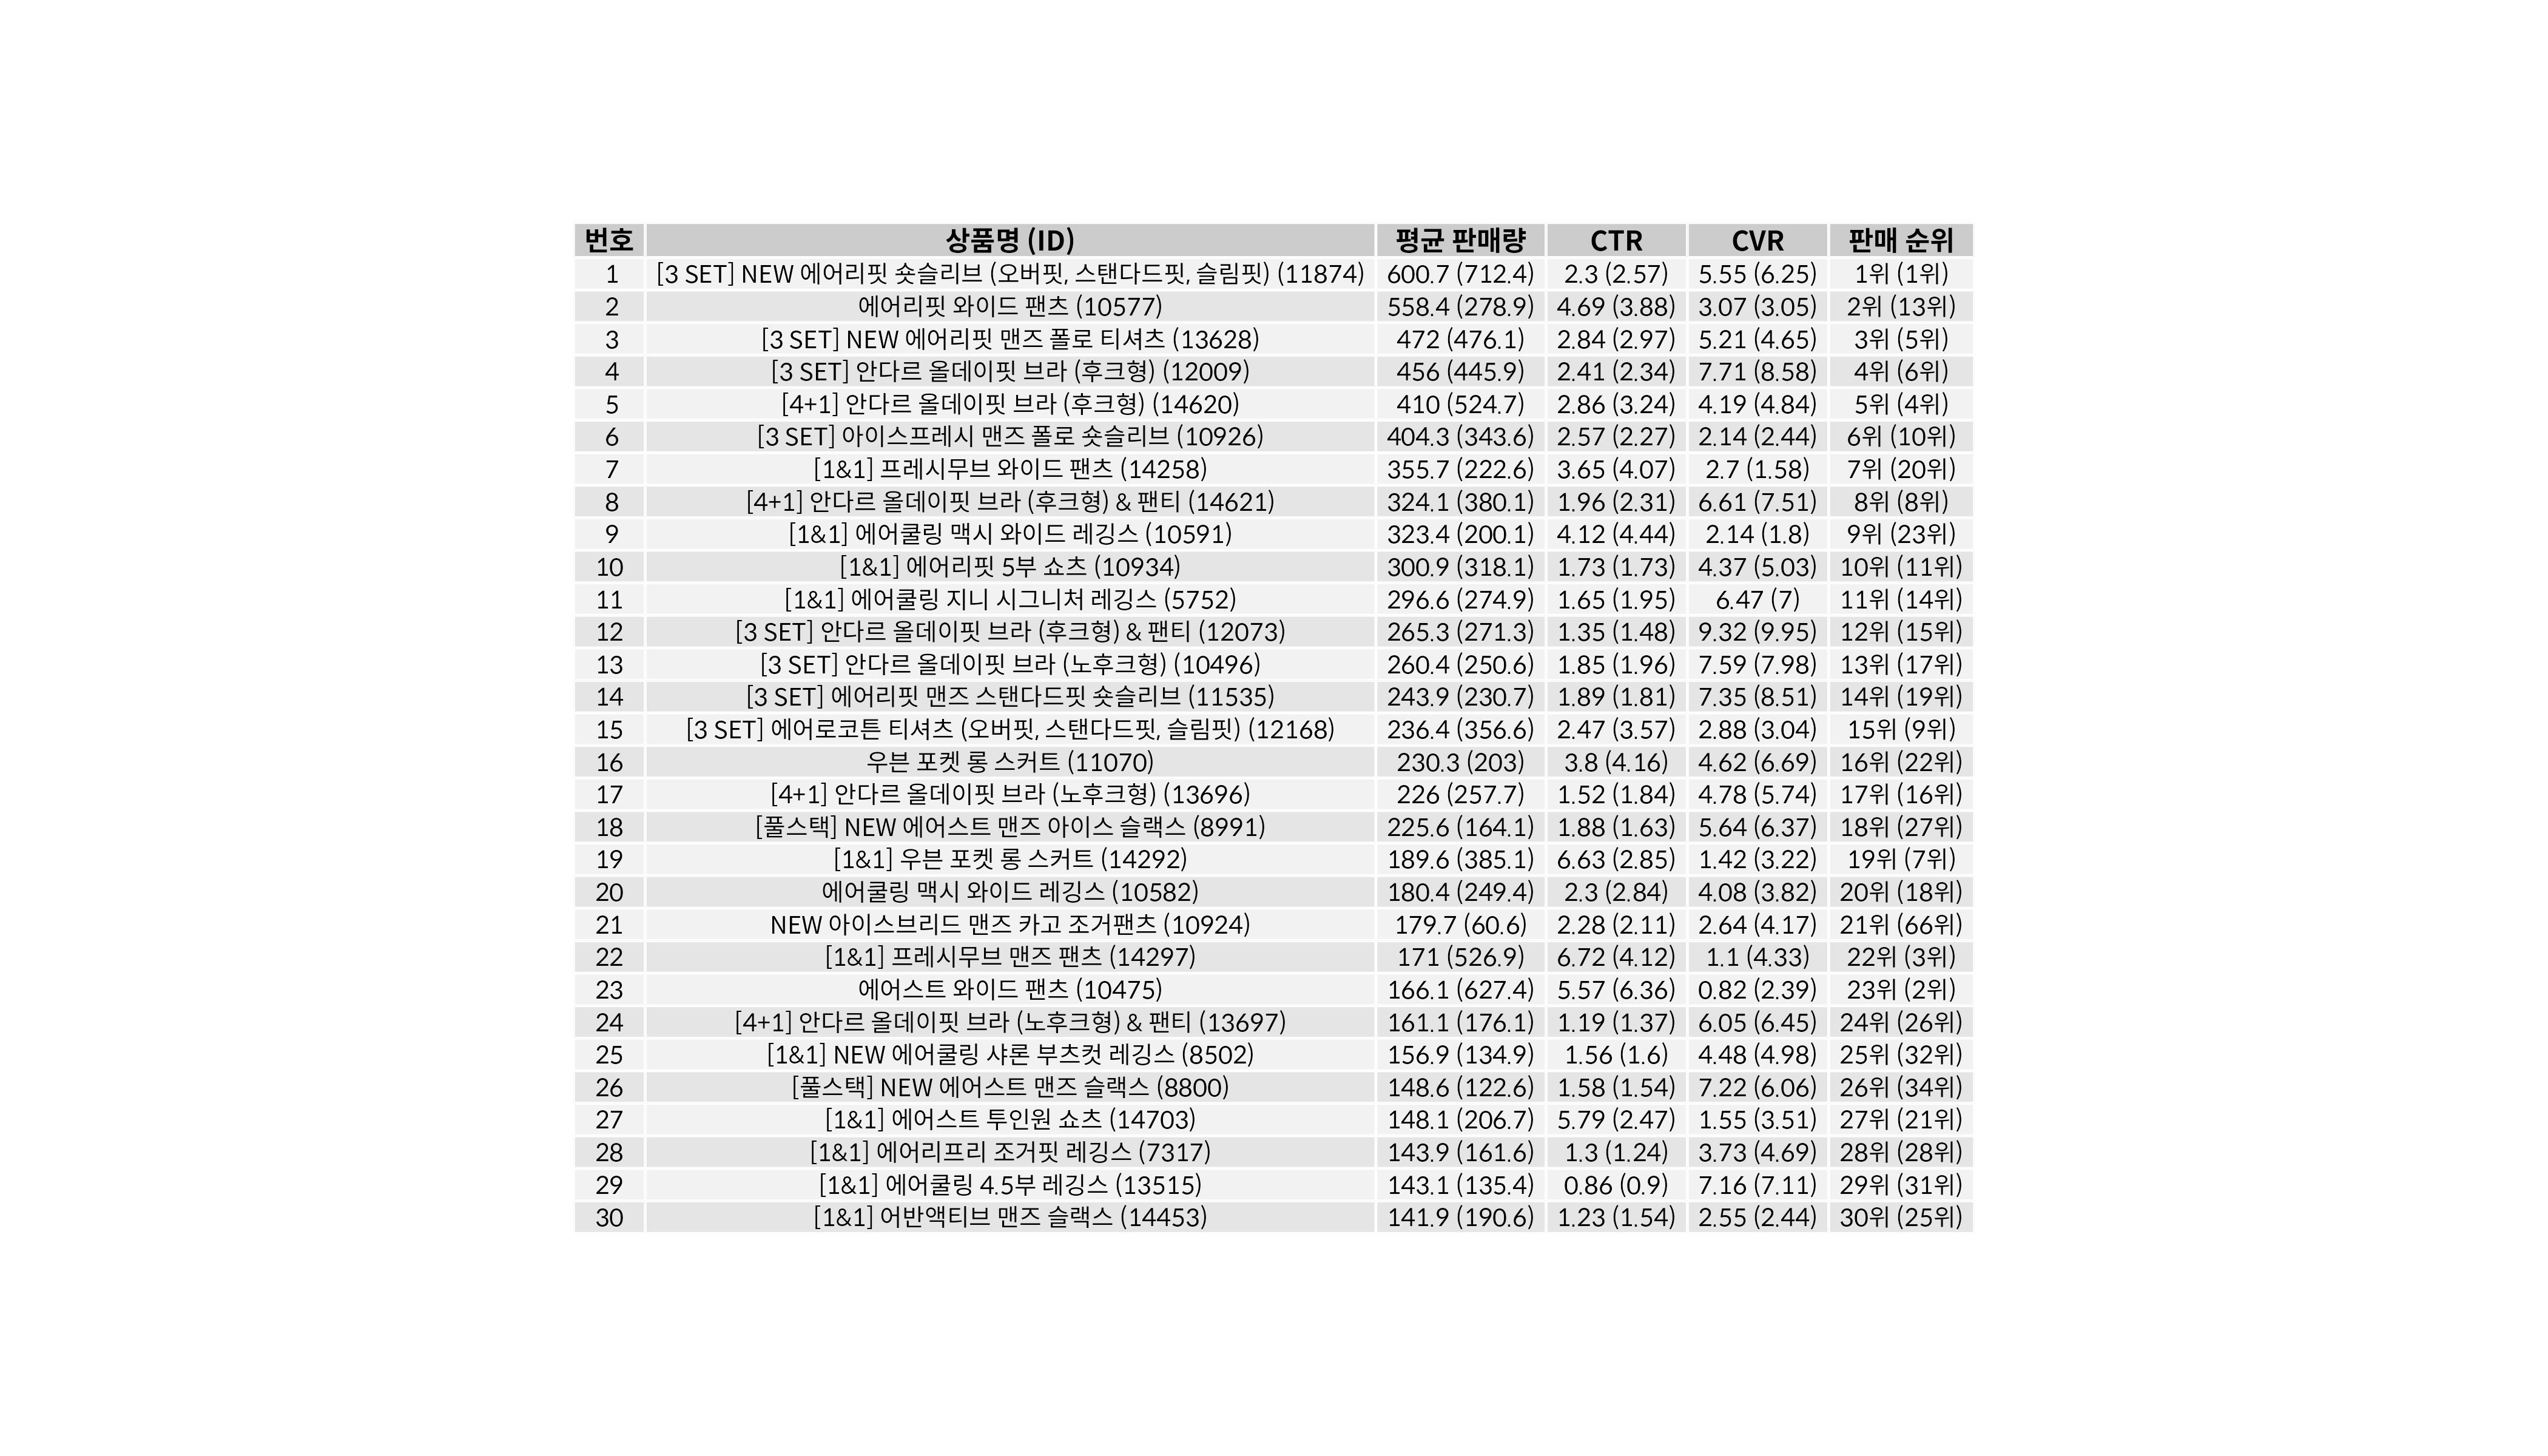 번호 상품명 (ID) 평균 판매량 CTR CVR 판매 순위
1 [3 SET] NEW 에어리핏 숏슬리브 (오버핏, 스탠다드핏, 슬림핏) (11874) 600.7 (712.4) 2.3 (2.57) 5.55 (6.25) 1위 (1위)
2 에어리핏 와이드 팬츠 (10577) 558.4 (278.9) 4.69 (3.88) 3.07 (3.05) 2위 (13위)
3 [3 SET] NEW 에어리핏 맨즈 폴로 티셔츠 (13628) 472 (476.1) 2.84 (2.97) 5.21 (4.65) 3위 (5위)
4 [3 SET] 안다르 올데이핏 브라 (후크형) (12009) 456 (445.9) 2.41 (2.34) 7.71 (8.58) 4위 (6위)
5 [4+1] 안다르 올데이핏 브라 (후크형) (14620) 410 (524.7) 2.86 (3.24) 4.19 (4.84) 5위 (4위)
6 [3 SET] 아이스프레시 맨즈 폴로 숏슬리브 (10926) 404.3 (343.6) 2.57 (2.27) 2.14 (2.44) 6위 (10위)
7 [1&1] 프레시무브 와이드 팬츠 (14258) 355.7 (222.6) 3.65 (4.07) 2.7 (1.58) 7위 (20위)
8 [4+1] 안다르 올데이핏 브라 (후크형) & 팬티 (14621) 324.1 (380.1) 1.96 (2.31) 6.61 (7.51) 8위 (8위)
9 [1&1] 에어쿨링 맥시 와이드 레깅스 (10591) 323.4 (200.1) 4.12 (4.44) 2.14 (1.8) 9위 (23위)
10 [1&1] 에어리핏 5부 쇼츠 (10934) 300.9 (318.1) 1.73 (1.73) 4.37 (5.03) 10위 (11위)
11 [1&1] 에어쿨링 지니 시그니처 레깅스 (5752) 296.6 (274.9) 1.65 (1.95) 6.47 (7) 11위 (14위)
12 [3 SET] 안다르 올데이핏 브라 (후크형) & 팬티 (12073) 265.3 (271.3) 1.35 (1.48) 9.32 (9.95) 12위 (15위)
13 [3 SET] 안다르 올데이핏 브라 (노후크형) (10496) 260.4 (250.6) 1.85 (1.96) 7.59 (7.98) 13위 (17위)
14 [3 SET] 에어리핏 맨즈 스탠다드핏 숏슬리브 (11535) 243.9 (230.7) 1.89 (1.81) 7.35 (8.51) 14위 (19위)
15 [3 SET] 에어로코튼 티셔츠 (오버핏, 스탠다드핏, 슬림핏) (12168) 236.4 (356.6) 2.47 (3.57) 2.88 (3.04) 15위 (9위)
16 우븐 포켓 롱 스커트 (11070) 230.3 (203) 3.8 (4.16) 4.62 (6.69) 16위 (22위)
17 [4+1] 안다르 올데이핏 브라 (노후크형) (13696) 226 (257.7) 1.52 (1.84) 4.78 (5.74) 17위 (16위)
18 [풀스택] NEW 에어스트 맨즈 아이스 슬랙스 (8991) 225.6 (164.1) 1.88 (1.63) 5.64 (6.37) 18위 (27위)
19 [1&1] 우븐 포켓 롱 스커트 (14292) 189.6 (385.1) 6.63 (2.85) 1.42 (3.22) 19위 (7위)
20 에어쿨링 맥시 와이드 레깅스 (10582) 180.4 (249.4) 2.3 (2.84) 4.08 (3.82) 20위 (18위)
21 NEW 아이스브리드 맨즈 카고 조거팬츠 (10924) 179.7 (60.6) 2.28 (2.11) 2.64 (4.17) 21위 (66위)
22 [1&1] 프레시무브 맨즈 팬츠 (14297) 171 (526.9) 6.72 (4.12) 1.1 (4.33) 22위 (3위)
23 에어스트 와이드 팬츠 (10475) 166.1 (627.4) 5.57 (6.36) 0.82 (2.39) 23위 (2위)
24 [4+1] 안다르 올데이핏 브라 (노후크형) & 팬티 (13697) 161.1 (176.1) 1.19 (1.37) 6.05 (6.45) 24위 (26위)
25 [1&1] NEW 에어쿨링 샤론 부츠컷 레깅스 (8502) 156.9 (134.9) 1.56 (1.6) 4.48 (4.98) 25위 (32위)
26 [풀스택] NEW 에어스트 맨즈 슬랙스 (8800) 148.6 (122.6) 1.58 (1.54) 7.22 (6.06) 26위 (34위)
27 [1&1] 에어스트 투인원 쇼츠 (14703) 148.1 (206.7) 5.79 (2.47) 1.55 (3.51) 27위 (21위)
28 [1&1] 에어리프리 조거핏 레깅스 (7317) 143.9 (161.6) 1.3 (1.24) 3.73 (4.69) 28위 (28위)
29 [1&1] 에어쿨링 4.5부 레깅스 (13515) 143.1 (135.4) 0.86 (0.9) 7.16 (7.11) 29위 (31위)
30 [1&1] 어반액티브 맨즈 슬랙스 (14453) 141.9 (190.6) 1.23 (1.54) 2.55 (2.44) 30위 (25위)